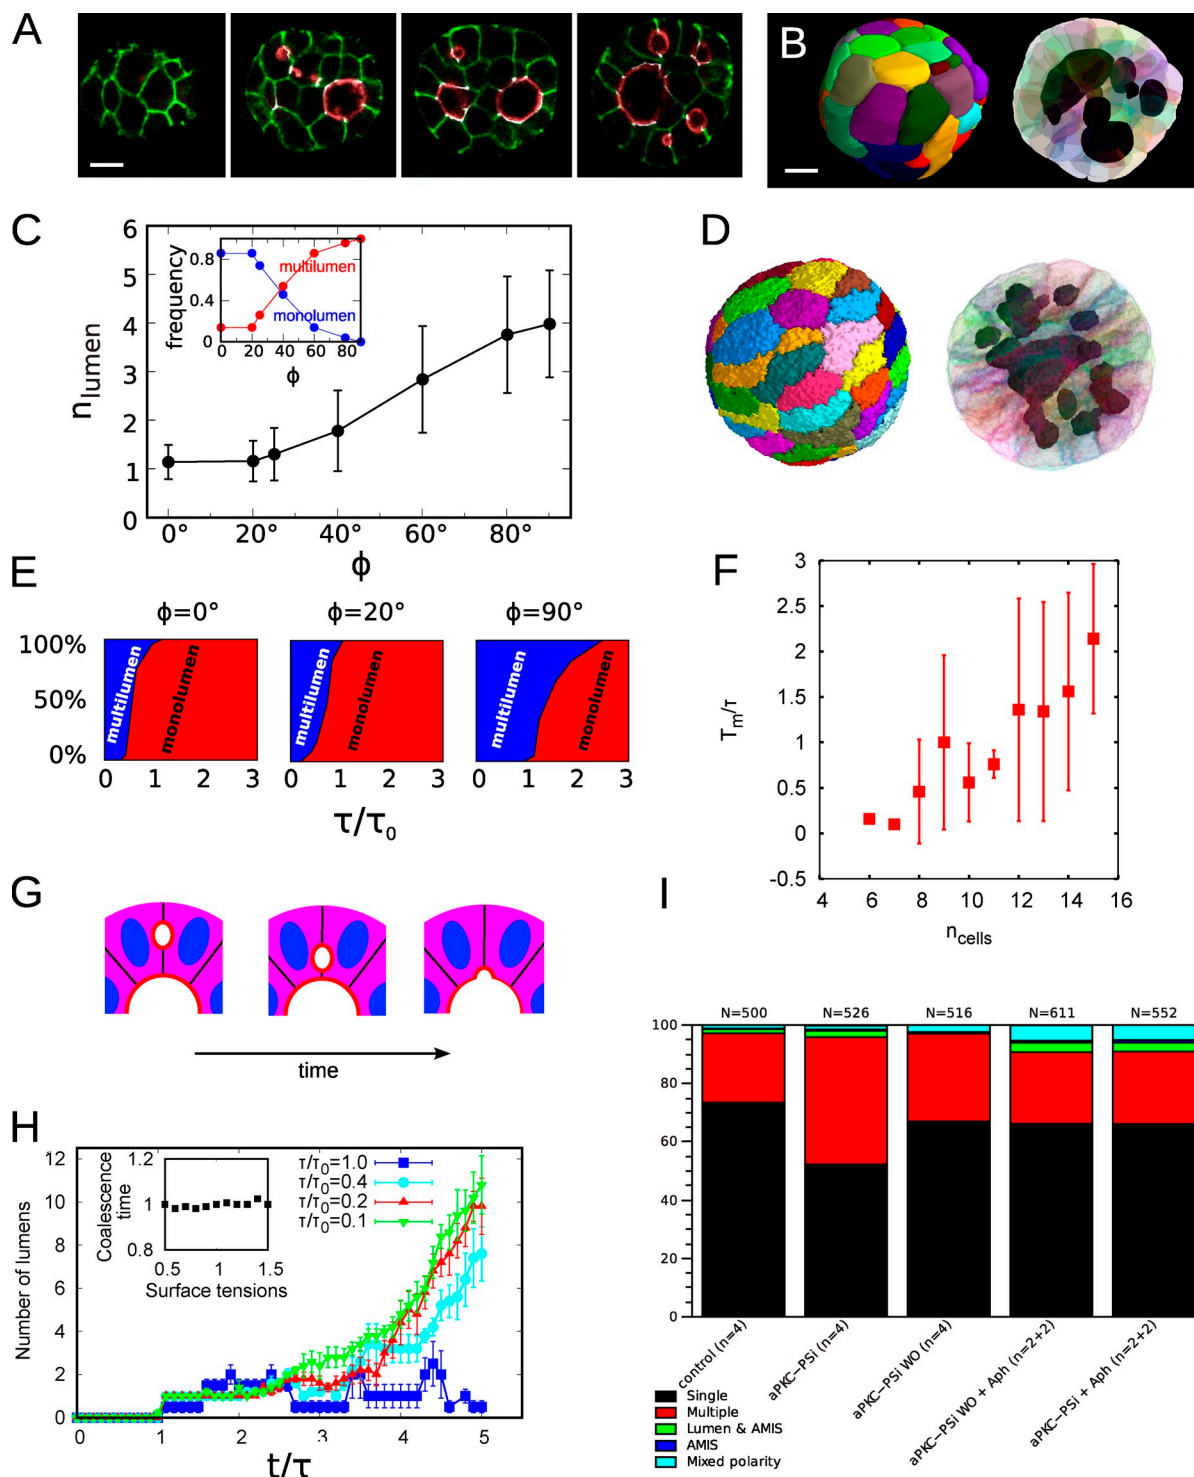 A
B
C
6
5
4
3
2
1
0
n_lumen
0°
20°
40°
60°
80°
ϕ
frequency
0.8
0.4
0
multilumen
monolumen
0
20
40
60
80
ϕ
D
E
ϕ=0°
ϕ=20°
ϕ=90°
100%
50%
0%
multilumen
monolumen
multilumen
monolumen
multilumen
monolumen
0
1
2
3
0
1
2
3
0
1
2
3
τ/τ₀
F
3
2.5
2
1.5
1
0.5
0
-0.5
T_m/τ
4
6
8
10
12
14
16
n_cells
G
time
H
12
10
8
6
4
2
0
Number of lumens
1.2
1
0.8
Coalescence
time
0.5
1
1.5
Surface tensions
τ/τ₀=1.0
τ/τ₀=0.4
τ/τ₀=0.2
τ/τ₀=0.1
0
1
2
3
4
5
t/τ
I
N=500
N=526
N=516
N=611
N=552
100
80
60
40
20
0
control (n=4)
aPKC−PSi (n=4)
aPKC−PSi WO (n=4)
aPKC−PSi WO + Aph (n=2+2)
aPKC−PSi + Aph (n=2+2)
Single
Multiple
Lumen & AMIS
AMIS
Mixed polarity